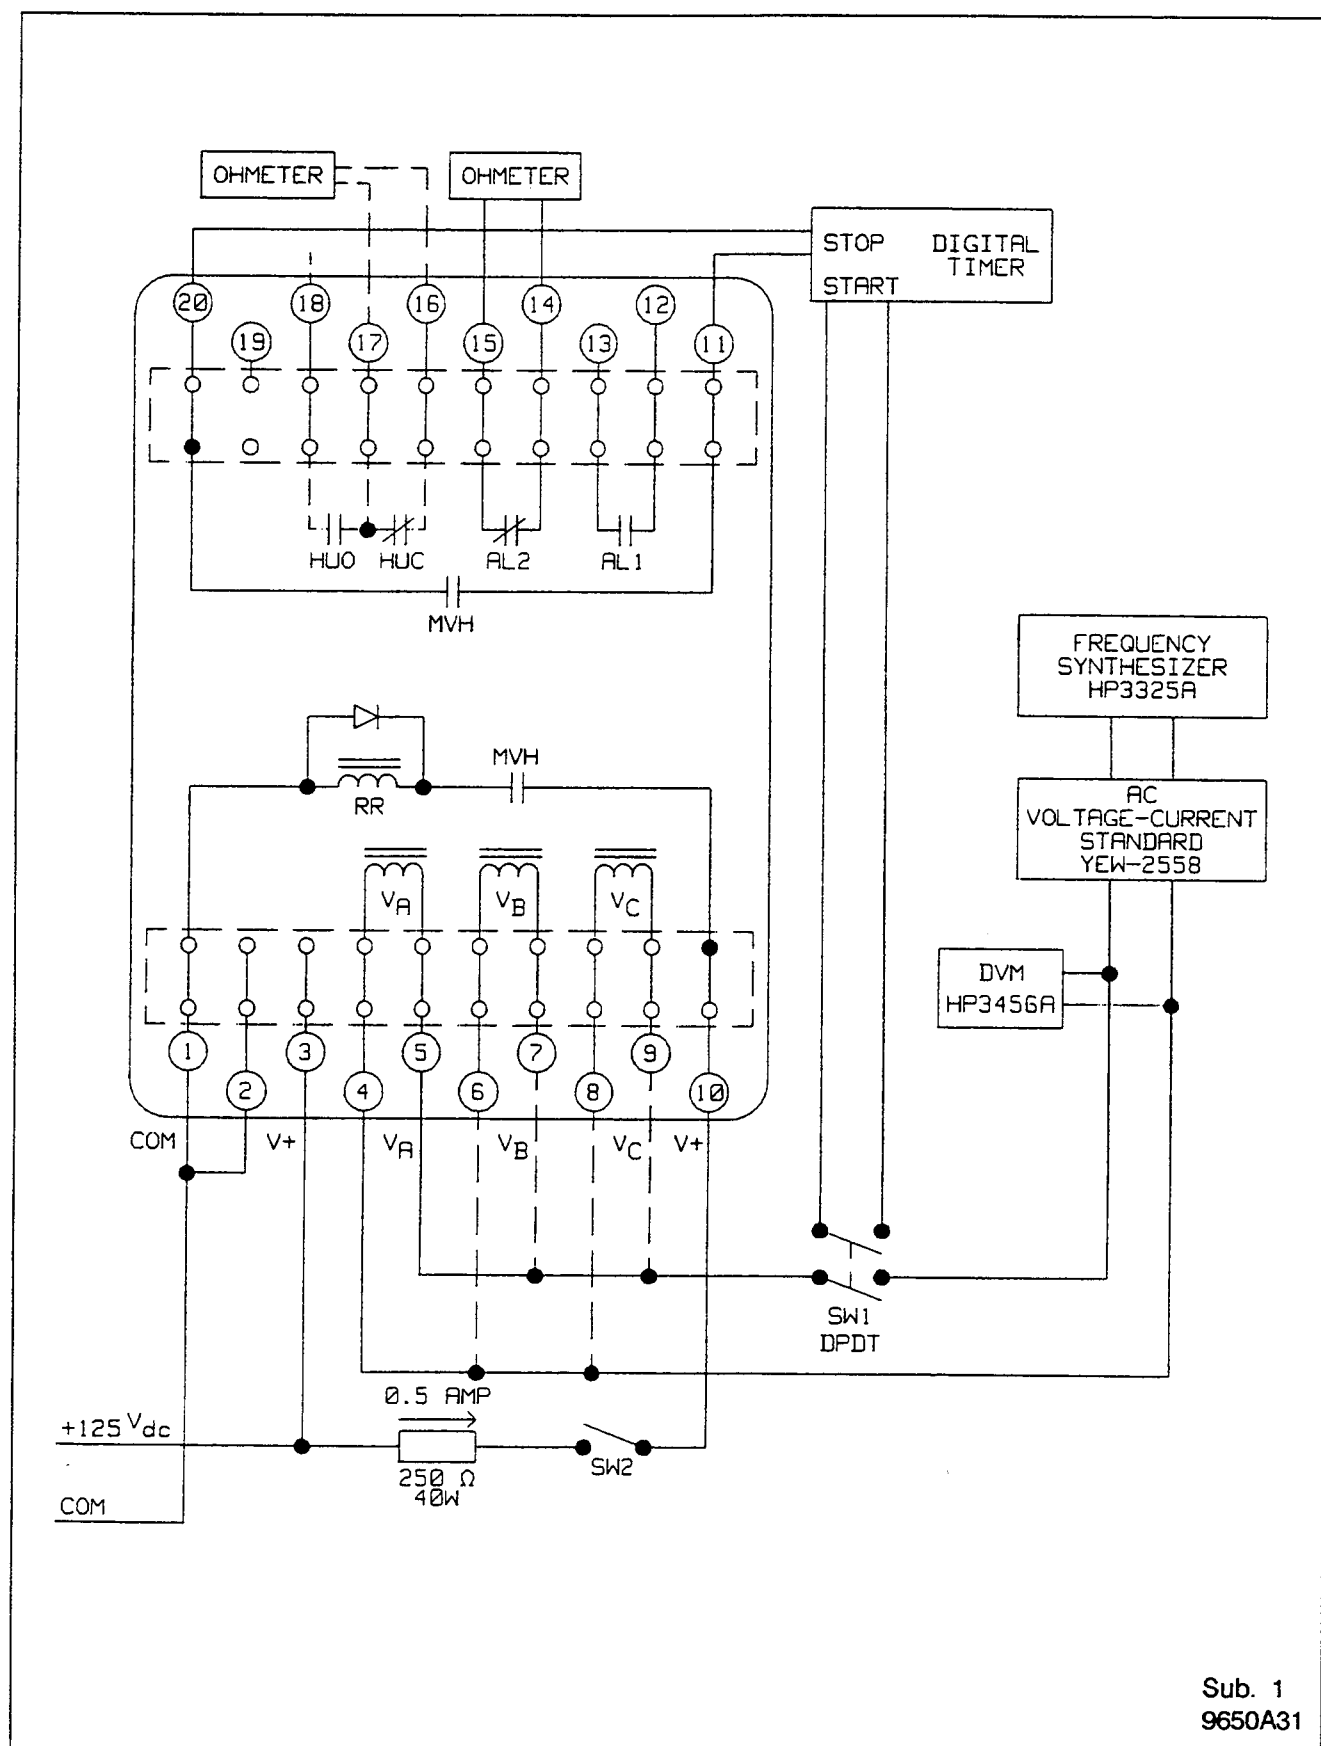 OHMETER
OHMETER
STOP DIGITAL
TIMER
START
20
18
16
14
12
19
17
15
13
11
HUO
HUC
AL2
AL1
MVH
FREQUENCY
SYNTHESIZER
HP3325A
MVH
RR
AC
VOLTAGE-CURRENT
STANDARD
YEW-2558
VA
VB
VC
DVM
HP3456A
1
3
5
7
9
2
4
6
8
10
COM
V+
VA
VB
VC
V+
SW1
DPDT
0.5 AMP
+125 Vdc
250 Ω
40W
SW2
COM
Sub. 1
9650A31